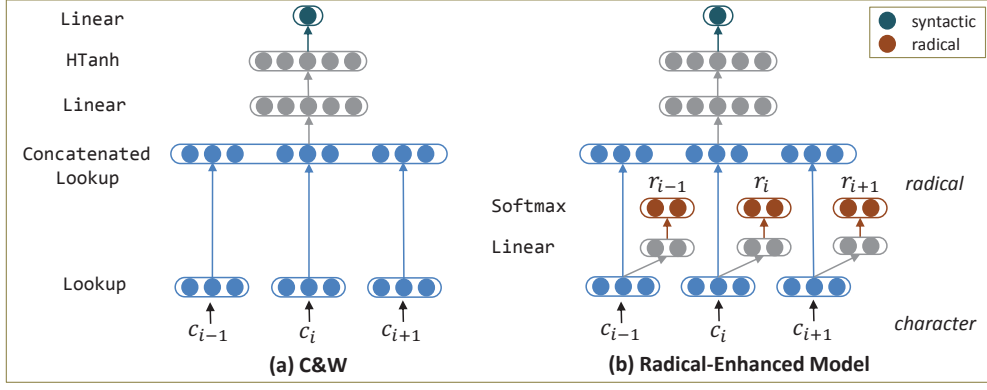 Linear
HTanh
Linear
Concatenated
Lookup
Lookup
c_{i-1}
c_i
c_{i+1}
(a) C&W
syntactic
radical
radical
r_{i-1}
r_i
r_{i+1}
Softmax
Linear
c_{i-1}
c_i
c_{i+1}
character
(b) Radical-Enhanced Model